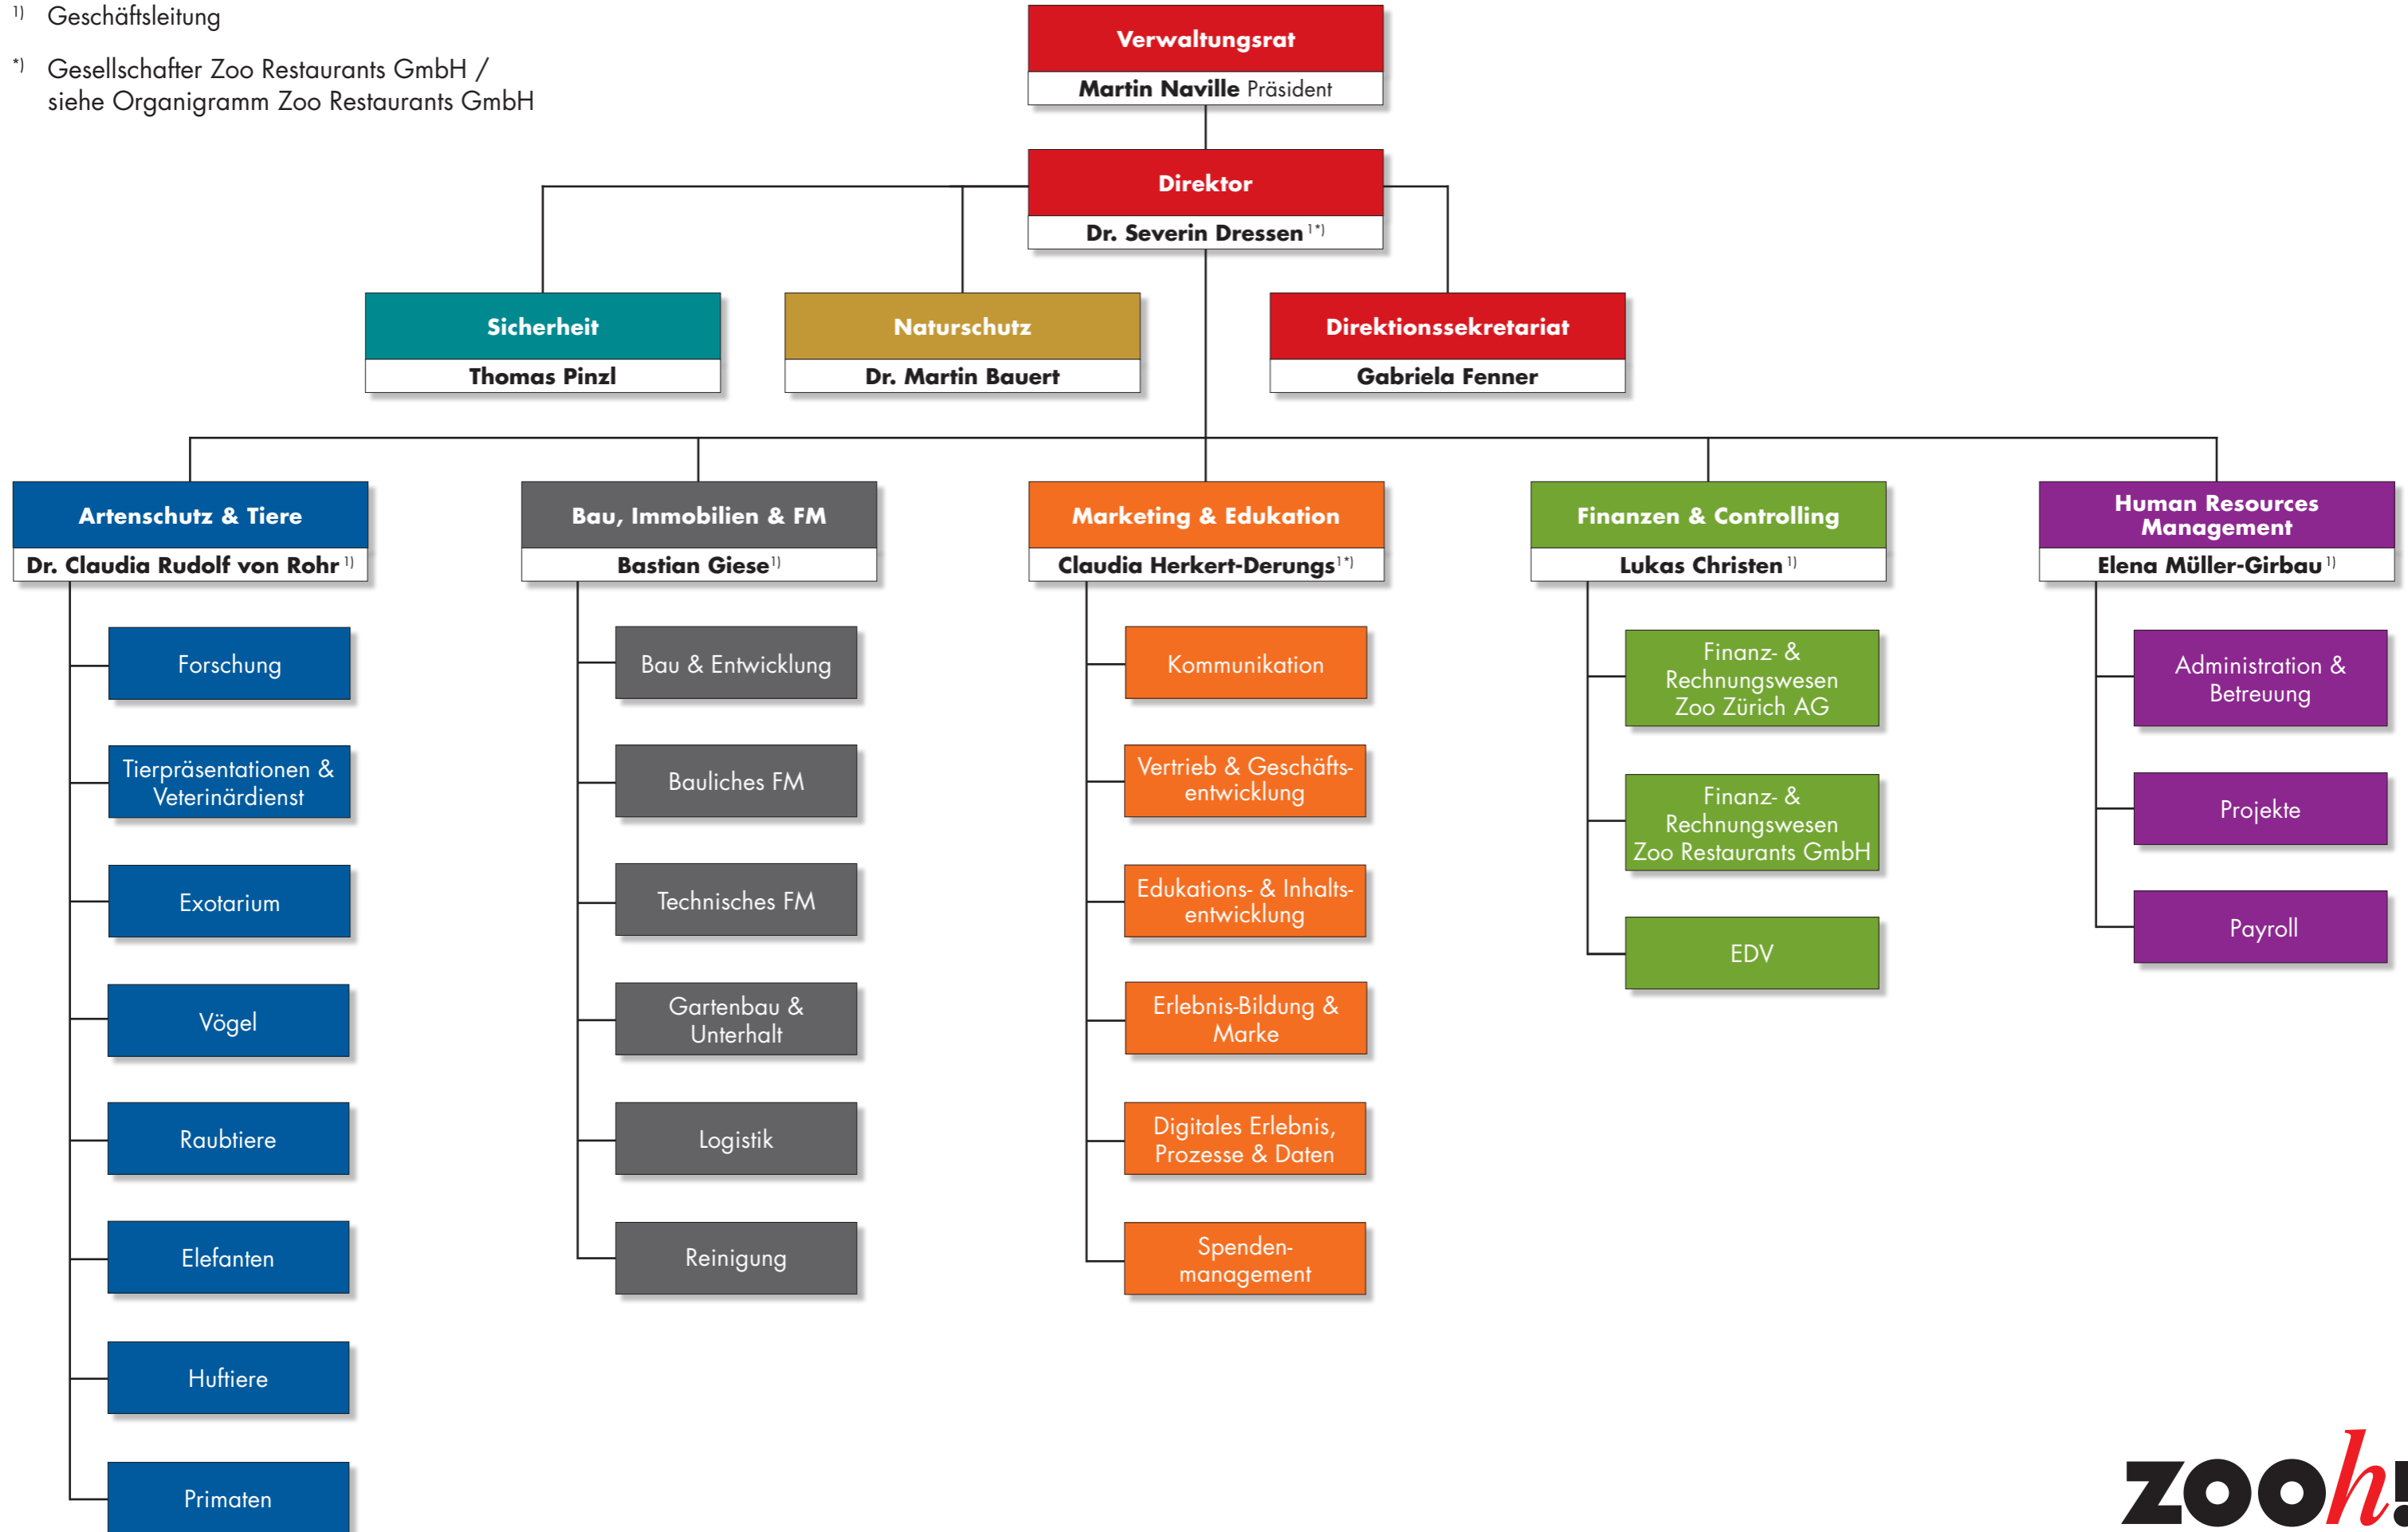 1) Geschäftsleitung
*) Gesellschafter Zoo Restaurants GmbH /
siehe Organigramm Zoo Restaurants GmbH
Verwaltungsrat
Martin Naville Präsident
Direktor
Dr. Severin Dressen 1*)
Sicherheit
Thomas Pinzl
Naturschutz
Dr. Martin Bauert
Direktionssekretariat
Gabriela Fenner
Artenschutz & Tiere
Dr. Claudia Rudolf von Rohr 1)
Forschung
Tierpräsentationen &
Veterinärdienst
Exotarium
Vögel
Raubtiere
Elefanten
Huftiere
Primaten
Bau, Immobilien & FM
Bastian Giese 1)
Bau & Entwicklung
Bauliches FM
Technisches FM
Gartenbau &
Unterhalt
Logistik
Reinigung
Marketing & Edukation
Claudia Herkert-Derungs 1*)
Kommunikation
Vertrieb & Geschäfts-
entwicklung
Edukations- & Inhalts-
entwicklung
Erlebnis-Bildung &
Marke
Digitales Erlebnis,
Prozesse & Daten
Spenden-
management
Finanzen & Controlling
Lukas Christen 1)
Finanz- &
Rechnungswesen
Zoo Zürich AG
Finanz- &
Rechnungswesen
Zoo Restaurants GmbH
EDV
Human Resources
Management
Elena Müller-Girbau 1)
Administration &
Betreuung
Projekte
Payroll
zooh!